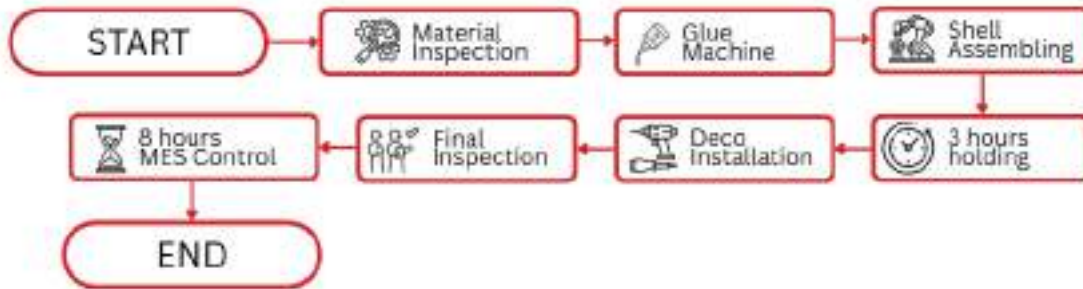 START
Material
Inspection
Glue
Machine
Shell
Assembling
3 hours
holding
Deco
Installation
Final
Inspection
8 hours
MES Control
END